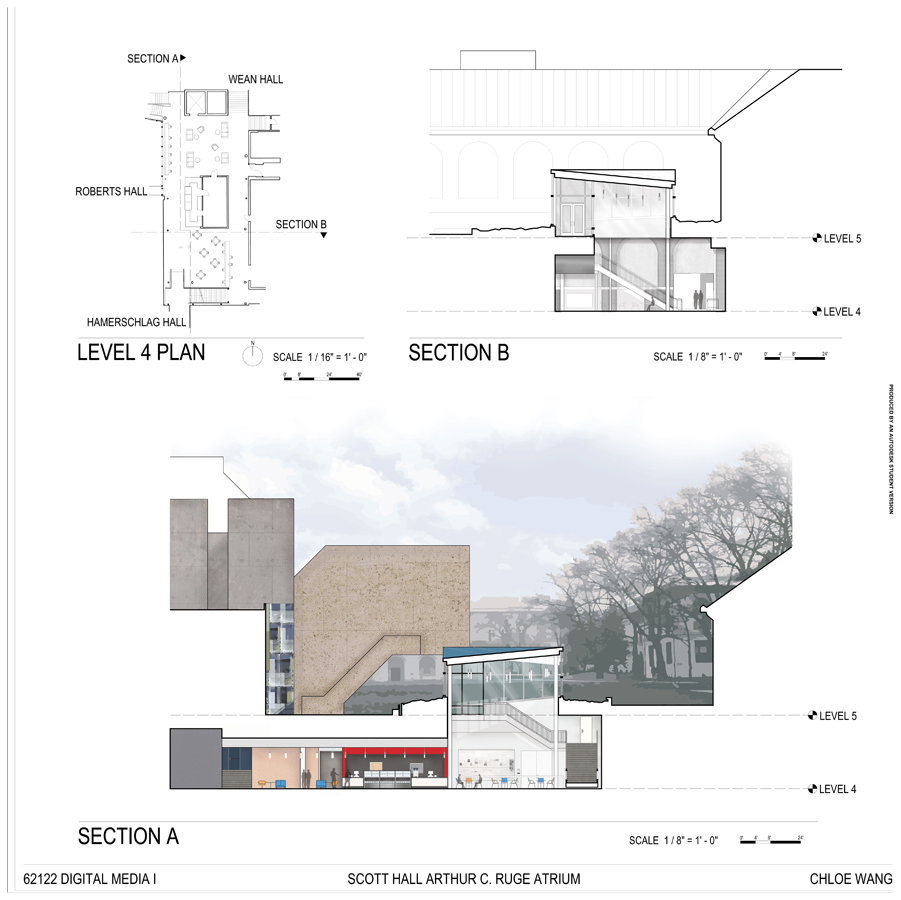 SECTION A
WEAN HALL
ROBERTS HALL
SECTION B
HAMERSCHLAG HALL
LEVEL 4 PLAN
N
SCALE 1 / 16" = 1' - 0"
0' 8' 24' 40'
LEVEL 5
LEVEL 4
SECTION B
SCALE 1 / 8" = 1' - 0"
0' 4' 8' 24'
PRODUCED BY AN AUTODESK STUDENT VERSION
LEVEL 5
LEVEL 4
SECTION A
SCALE 1 / 8" = 1' - 0"
0' 4' 8' 24'
62122 DIGITAL MEDIA I
SCOTT HALL ARTHUR C. RUGE ATRIUM
CHLOE WANG